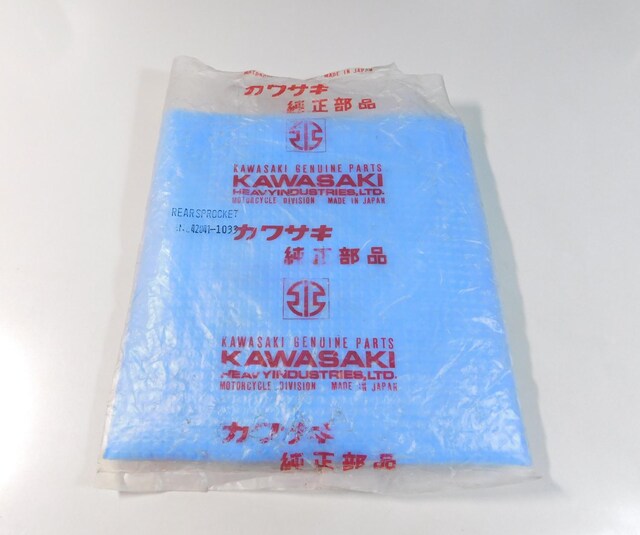 MADE IN JAPAN
カワサキ
純正部品
KAWASAKI GENUINE PARTS
KAWASAKI
HEAVY INDUSTRIES, LTD.
MOTORCYCLE DIVISION MADE IN JAPAN
REAR SPROCKET
42041-1033
カワサキ
純正部品
KAWASAKI GENUINE PARTS
KAWASAKI
HEAVY INDUSTRIES, LTD.
MOTORCYCLE DIVISION MADE IN JAPAN
カワサキ
純正部品